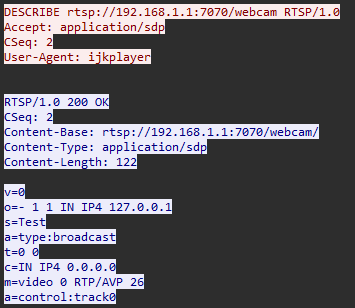 DESCRIBE rtsp://192.168.1.1:7070/webcam RTSP/1.0
Accept: application/sdp
CSeq: 2
User-Agent: ijkplayer
RTSP/1.0 200 OK
CSeq: 2
Content-Base: rtsp://192.168.1.1:7070/webcam/
Content-Type: application/sdp
Content-Length: 122
v=0
o=- 1 1 IN IP4 127.0.0.1
s=Test
a=type:broadcast
t=0 0
c=IN IP4 0.0.0.0
m=video 0 RTP/AVP 26
a=control:track0